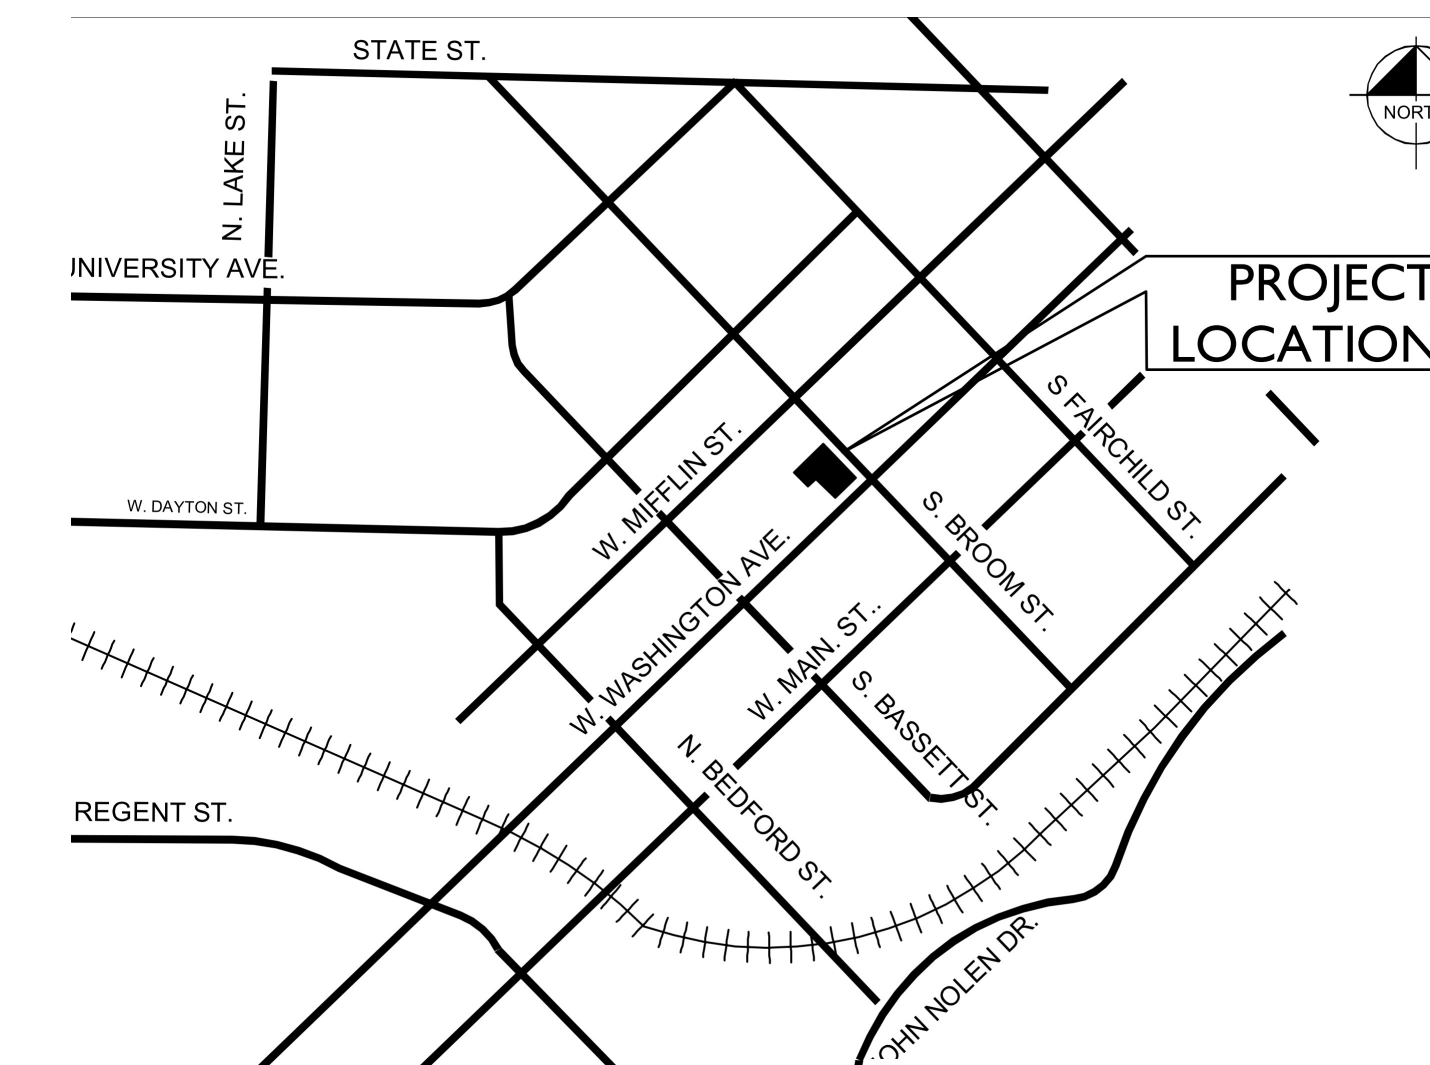 STATE ST.
N. LAKE ST.
NORT
UNIVERSITY AVE.
PROJECT
LOCATION
W. DAYTON ST.
W. MIFFLIN ST.
S FAIRCHILD ST.
S. BROOM ST.
W. WASHINGTON AVE.
W. MAIN. ST..
S. BASSETT ST.
N. BEDFORD ST.
REGENT ST.
JOHN NOLEN DR.